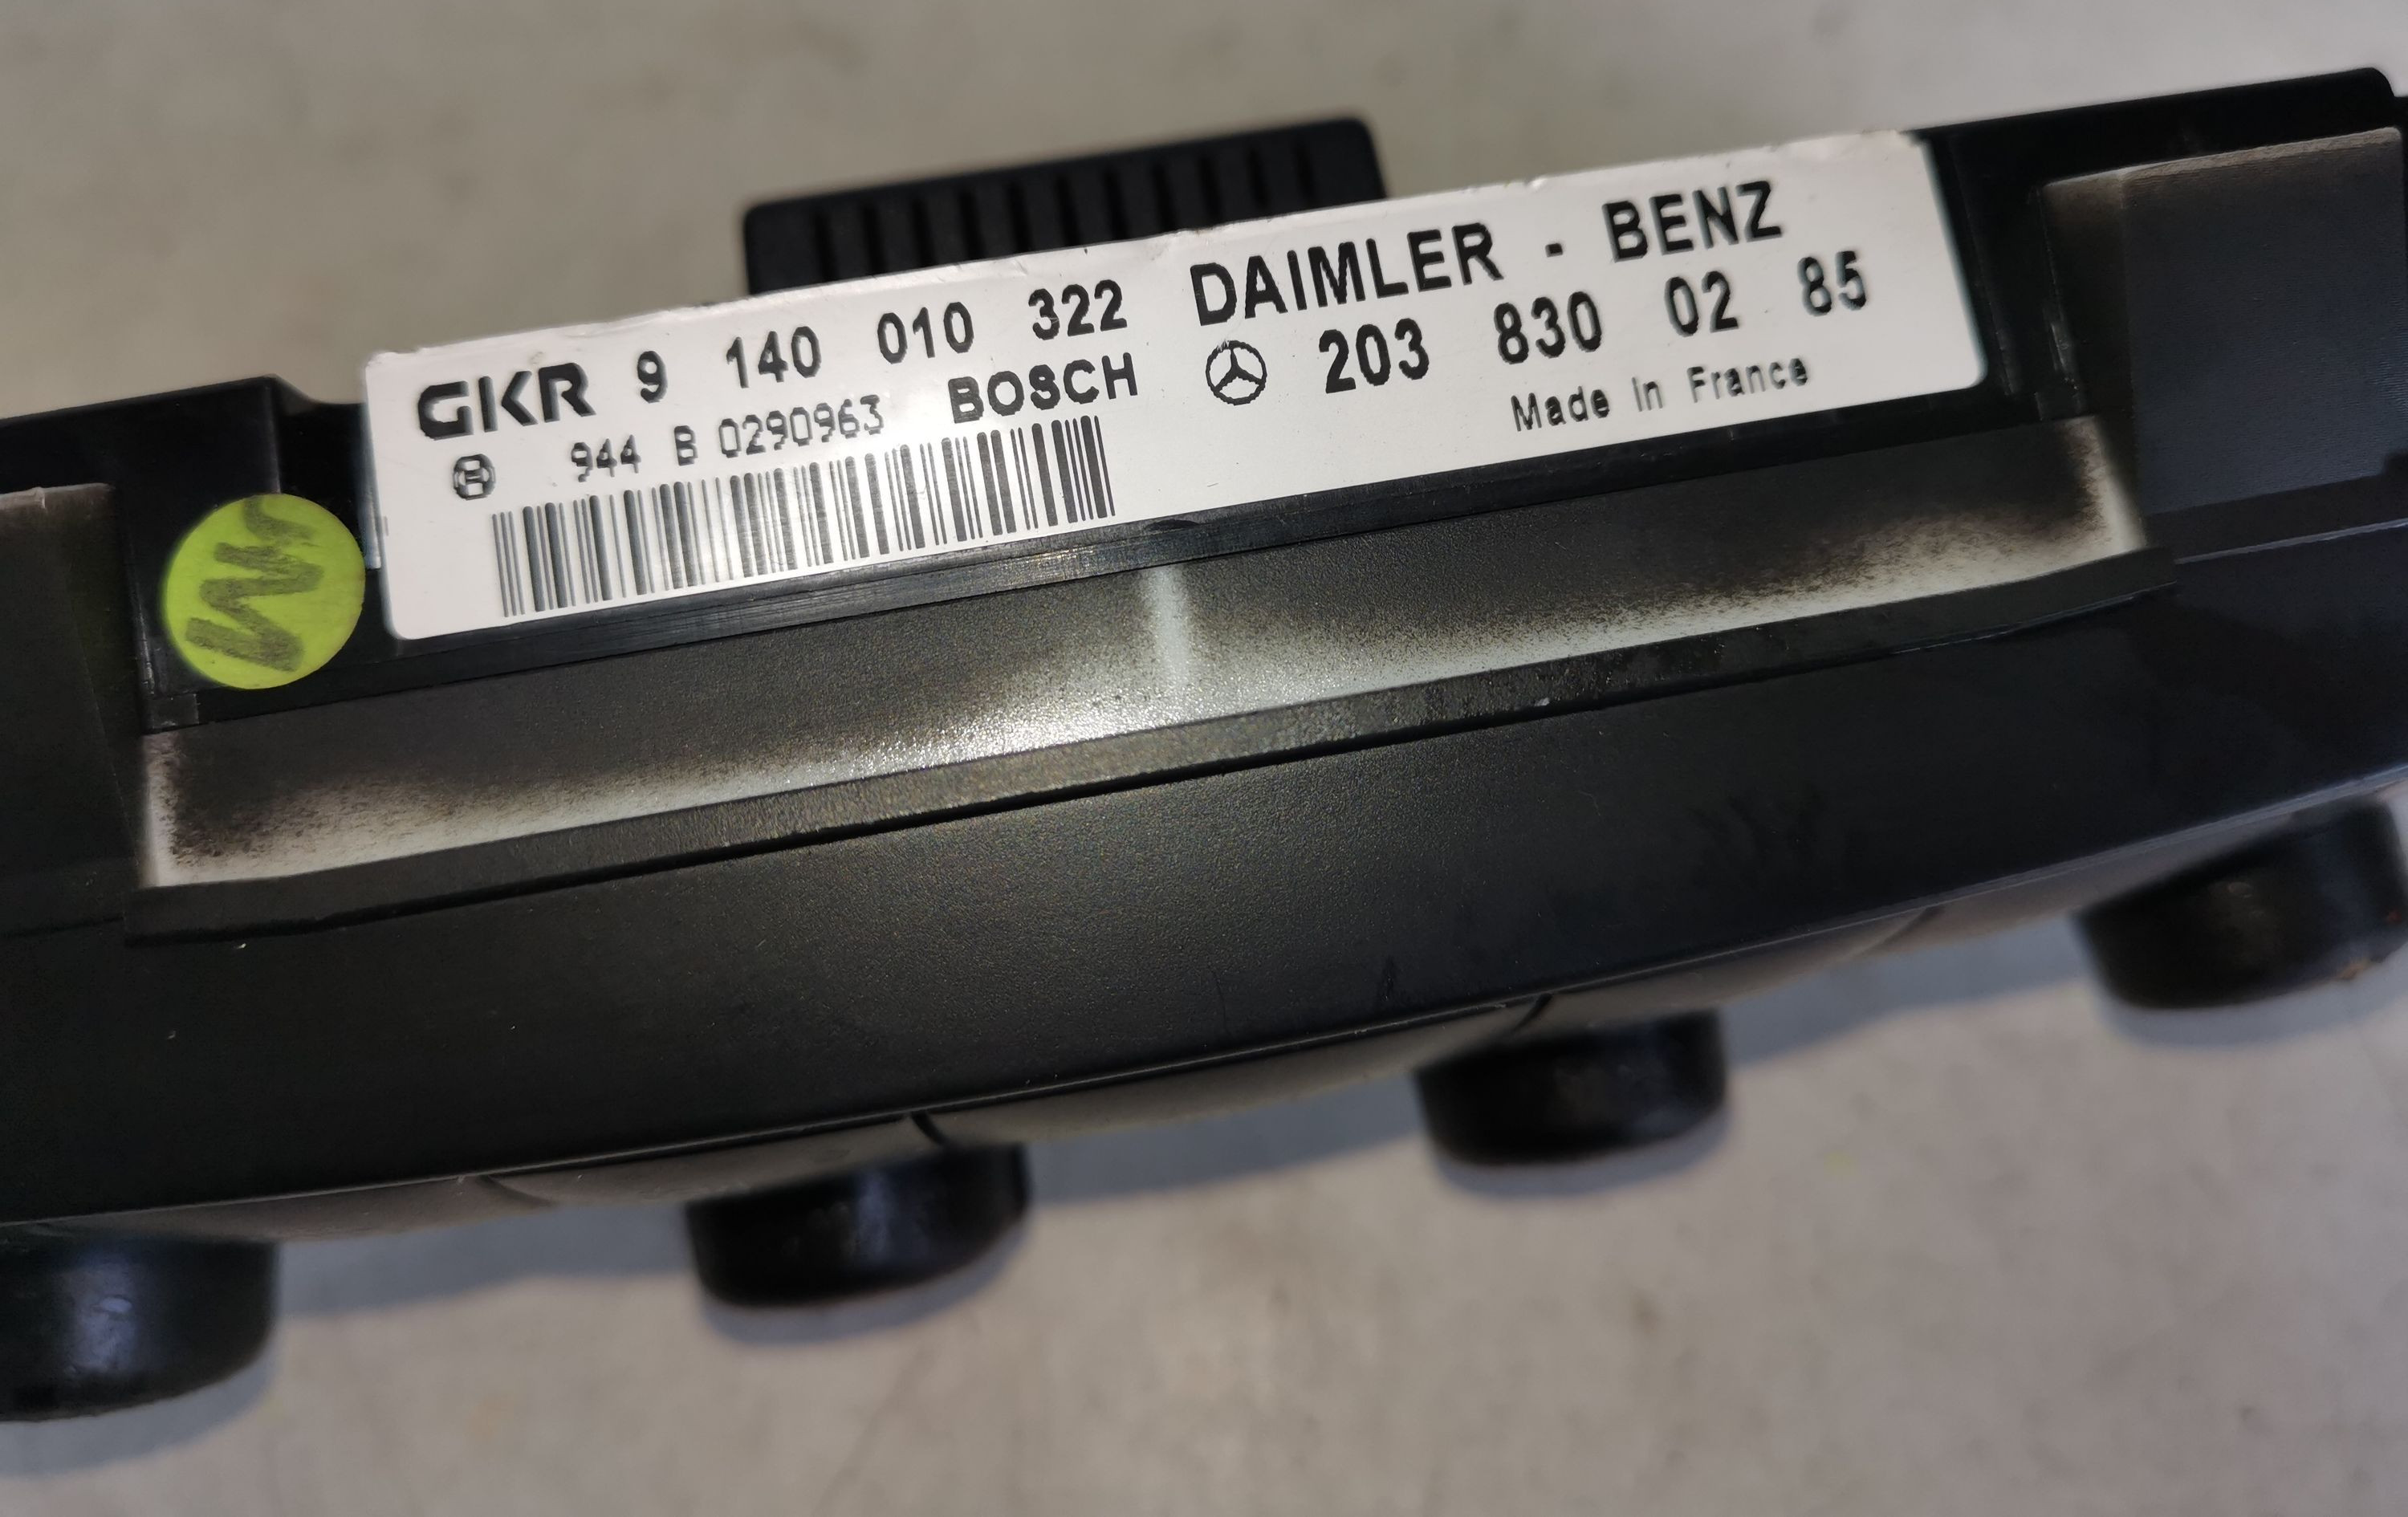 GKR 9 140 010 322
944 B 0290963 BOSCH
DAIMLER - BENZ
203 830 02 85
Made in France